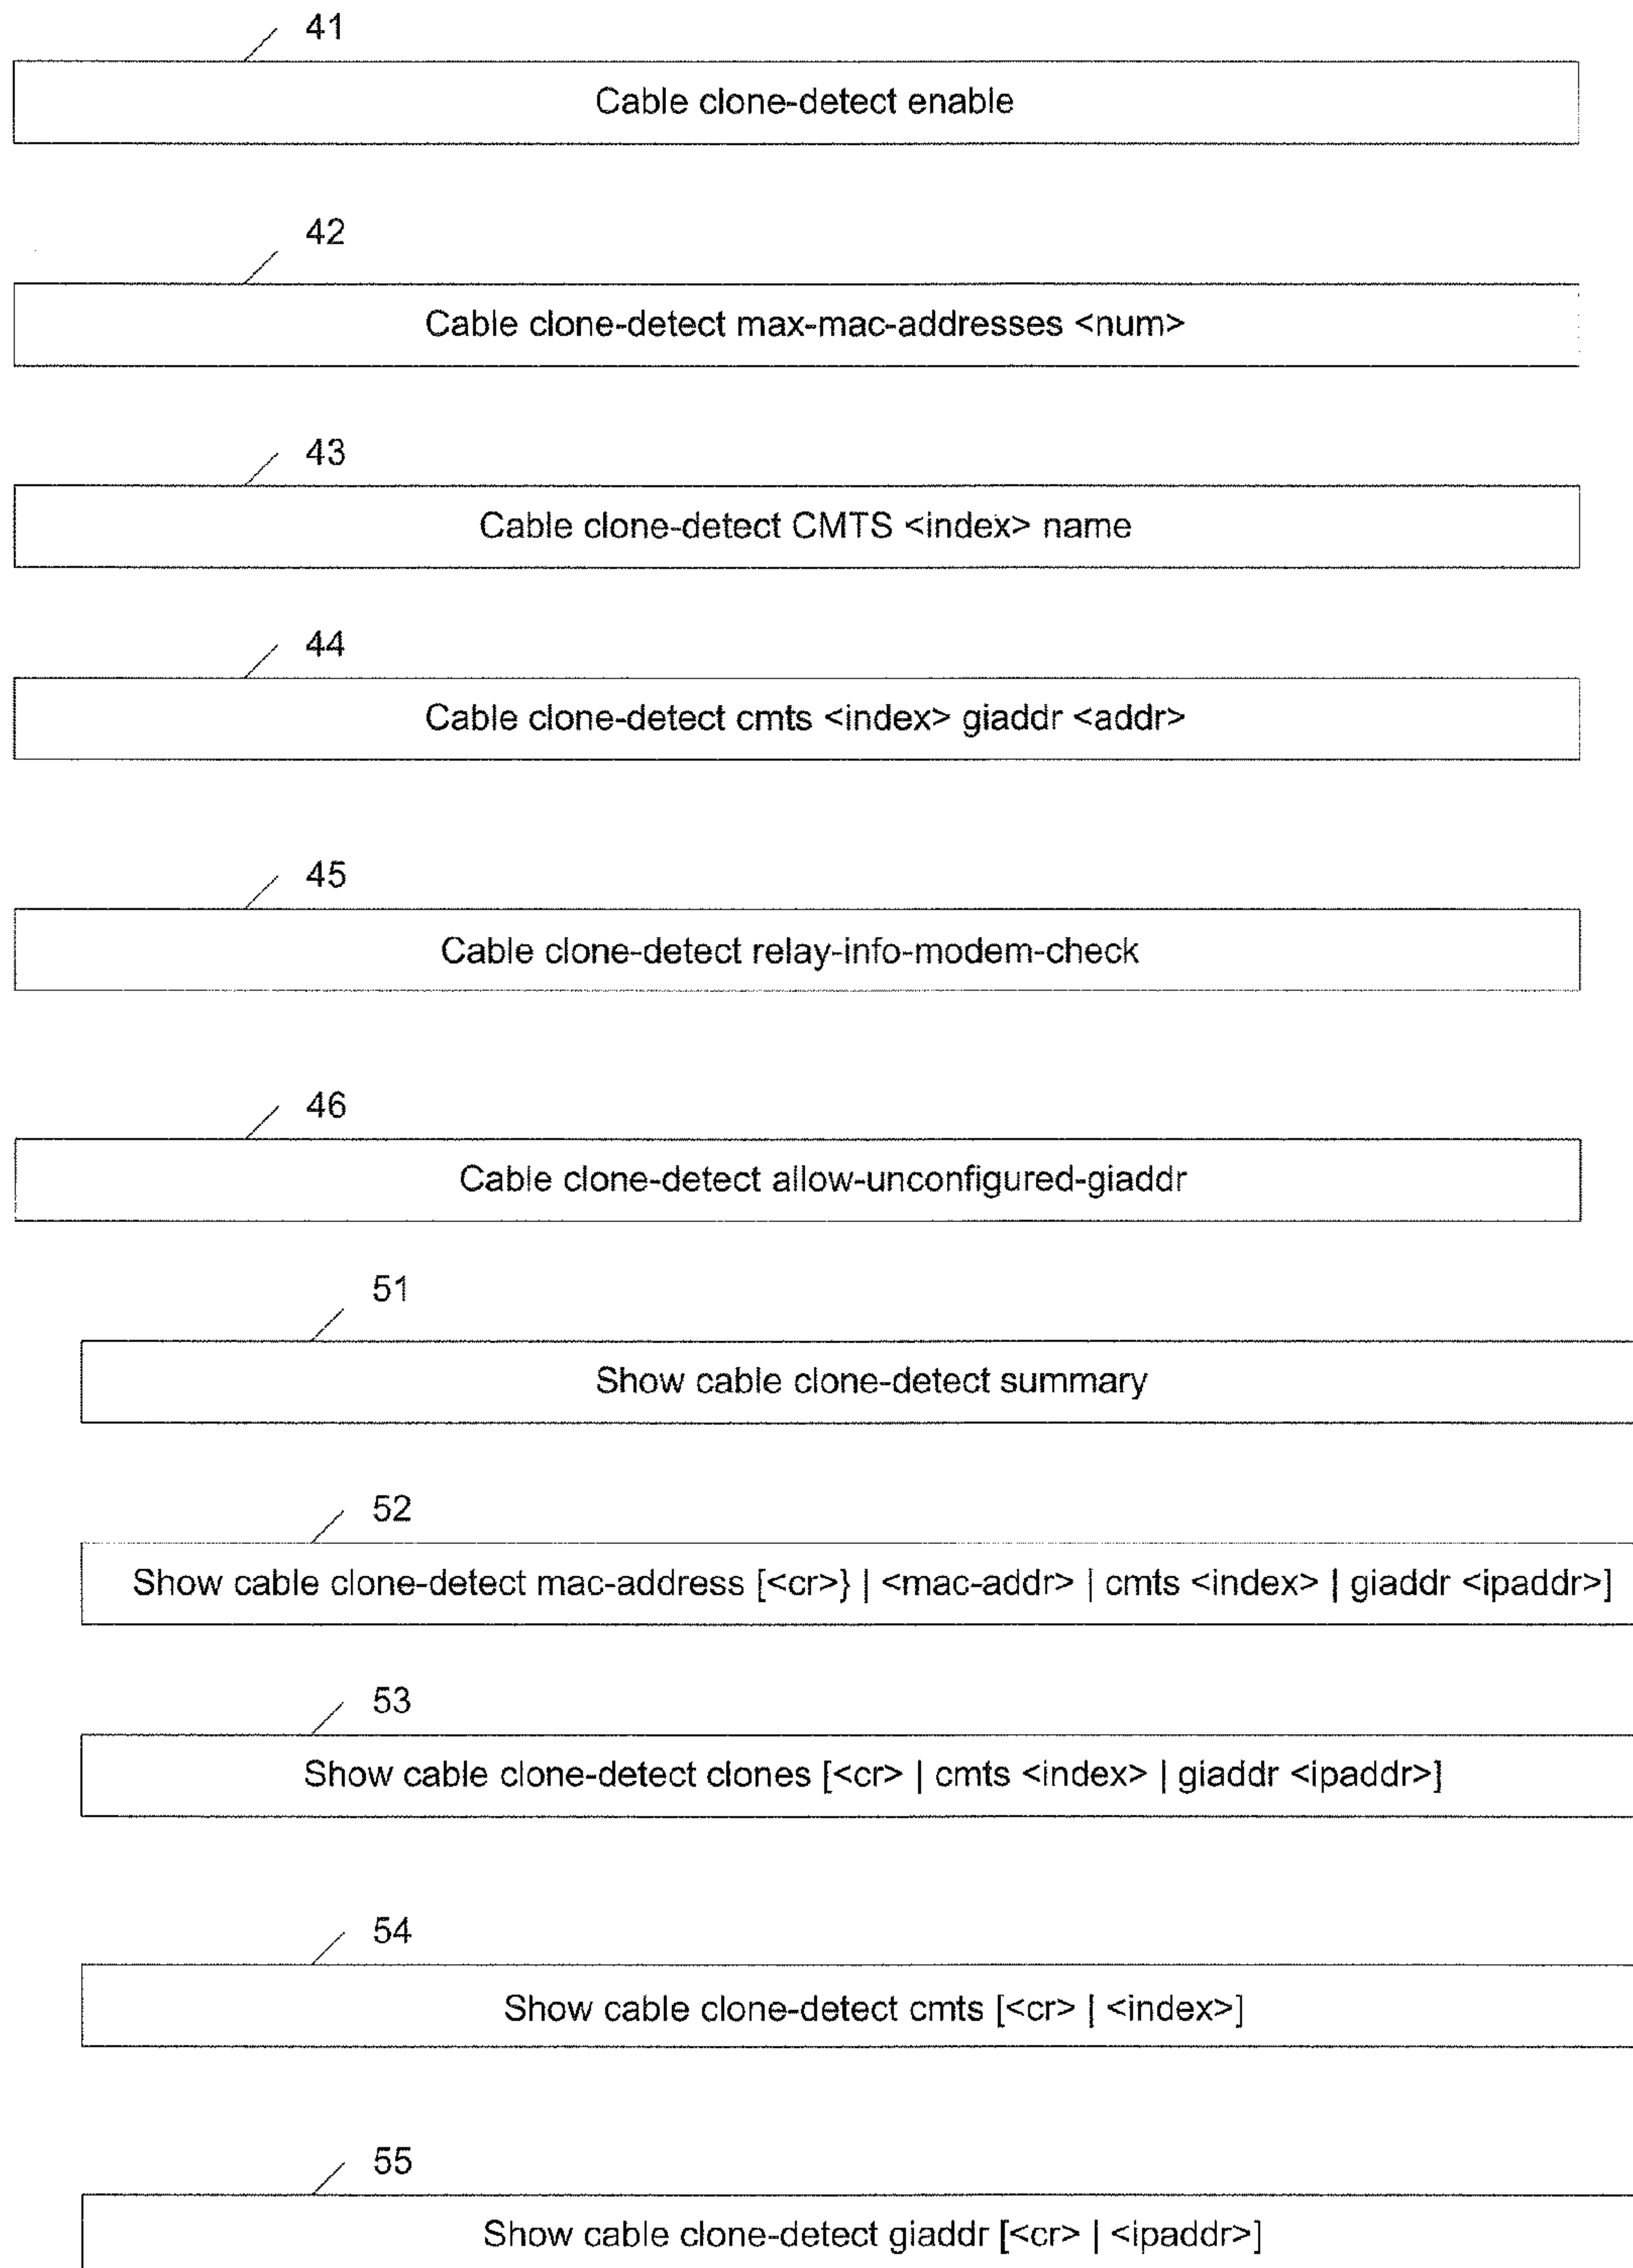 41
Cable clone-detect enable
42
Cable clone-detect max-mac-addresses <num>
43
Cable clone-detect CMTS <index> name
44
Cable clone-detect cmts <index> giaddr <addr>
45
Cable clone-detect relay-info-modem-check
46
Cable clone-detect allow-unconfigured-giaddr
51
Show cable clone-detect summary
52
Show cable clone-detect mac-address [<cr>} | <mac-addr> | cmts <index> | giaddr <ipaddr>]
53
Show cable clone-detect clones [<cr> | cmts <index> | giaddr <ipaddr>]
54
Show cable clone-detect cmts [<cr> | <index>]
55
Show cable clone-detect giaddr [<cr> | <ipaddr>]